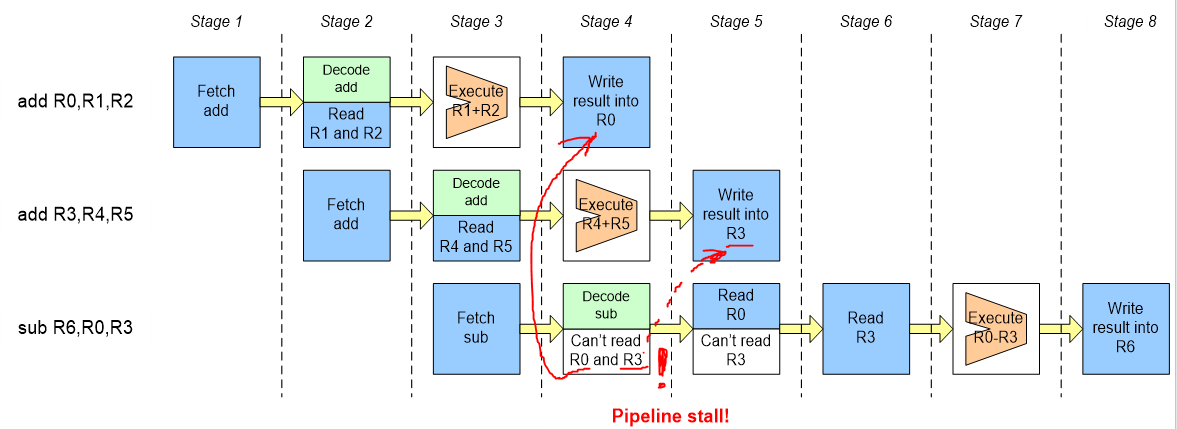 Stage 1
Stage 2
Stage 3
Stage 4
Stage 5
Stage 6
Stage 7
Stage 8
add R0,R1,R2
Fetch
add
Decode
add
Read
R1 and R2
Execute
R1+R2
Write
result into
R0
add R3,R4,R5
Fetch
add
Decode
add
Read
R4 and R5
Execute
R4+R5
Write
result into
R3
sub R6,R0,R3
Fetch
sub
Decode
sub
Can't read
R0 and R3
!
Read
R0
Can't read
R3
Read
R3
Execute
R0-R3
Write
result into
R6
Pipeline stall!